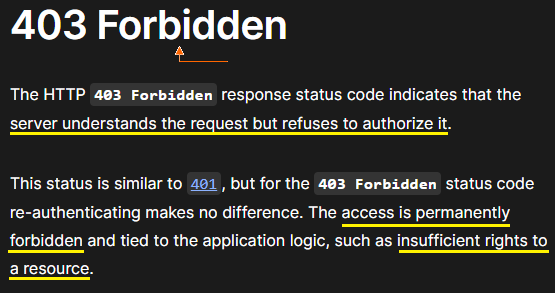 403 Forbidden
The HTTP 403 Forbidden response status code indicates that the
server understands the request but refuses to authorize it.
This status is similar to 401, but for the 403 Forbidden status code
re-authenticating makes no difference. The access is permanently
forbidden and tied to the application logic, such as insufficient rights to
a resource.